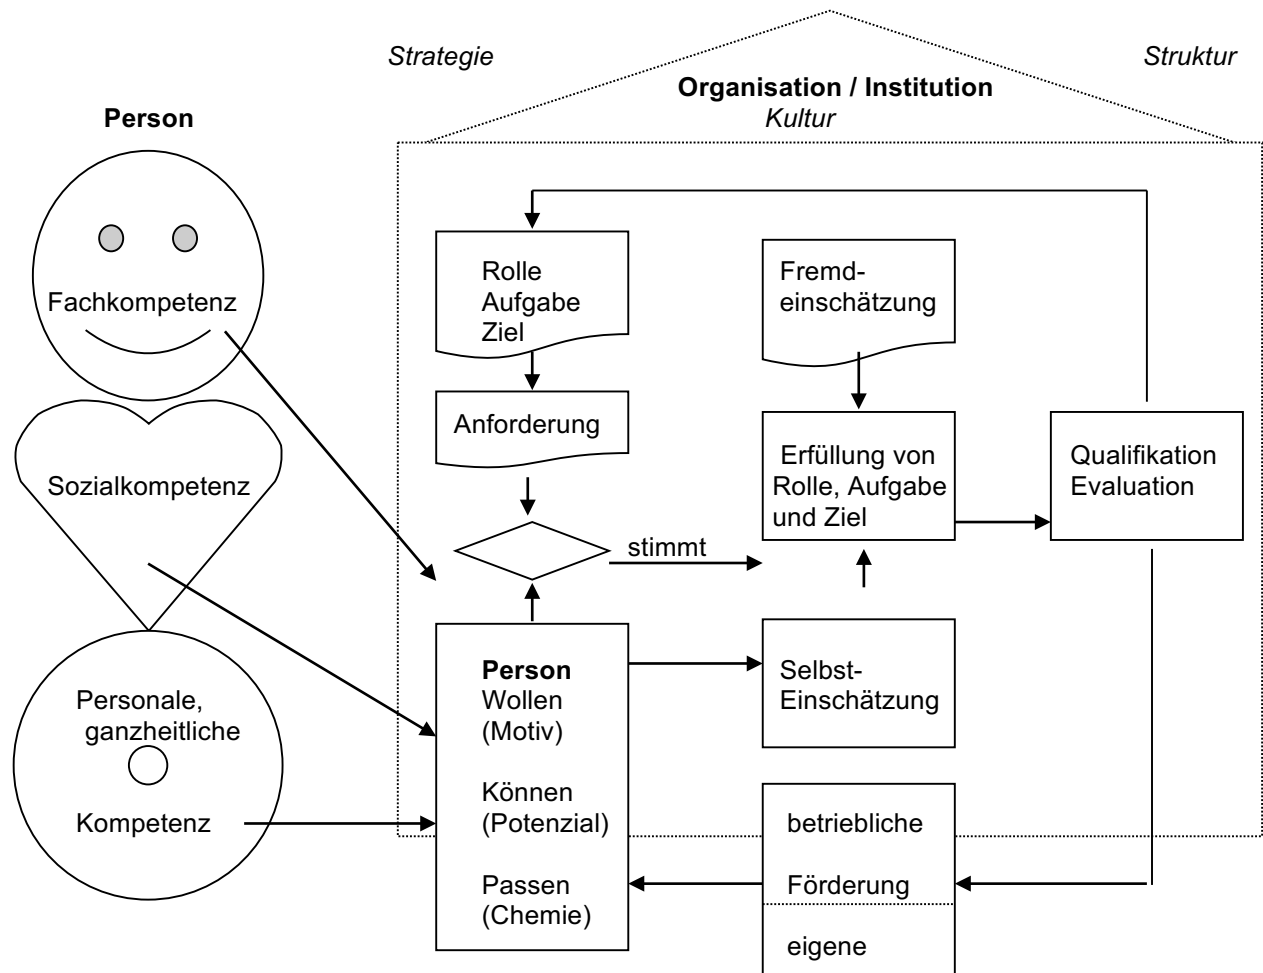 Strategie
Struktur
Organisation / Institution
Kultur
Person
Fachkompetenz
Sozialkompetenz
Personale,
ganzheitliche
Kompetenz
Rolle
Aufgabe
Ziel
Anforderung
stimmt
Person
Wollen
(Motiv)
Können
(Potenzial)
Passen
(Chemie)
Fremd-
einschätzung
Erfüllung von
Rolle, Aufgabe
und Ziel
Selbst-
Einschätzung
betriebliche
Förderung
eigene
Qualifikation
Evaluation